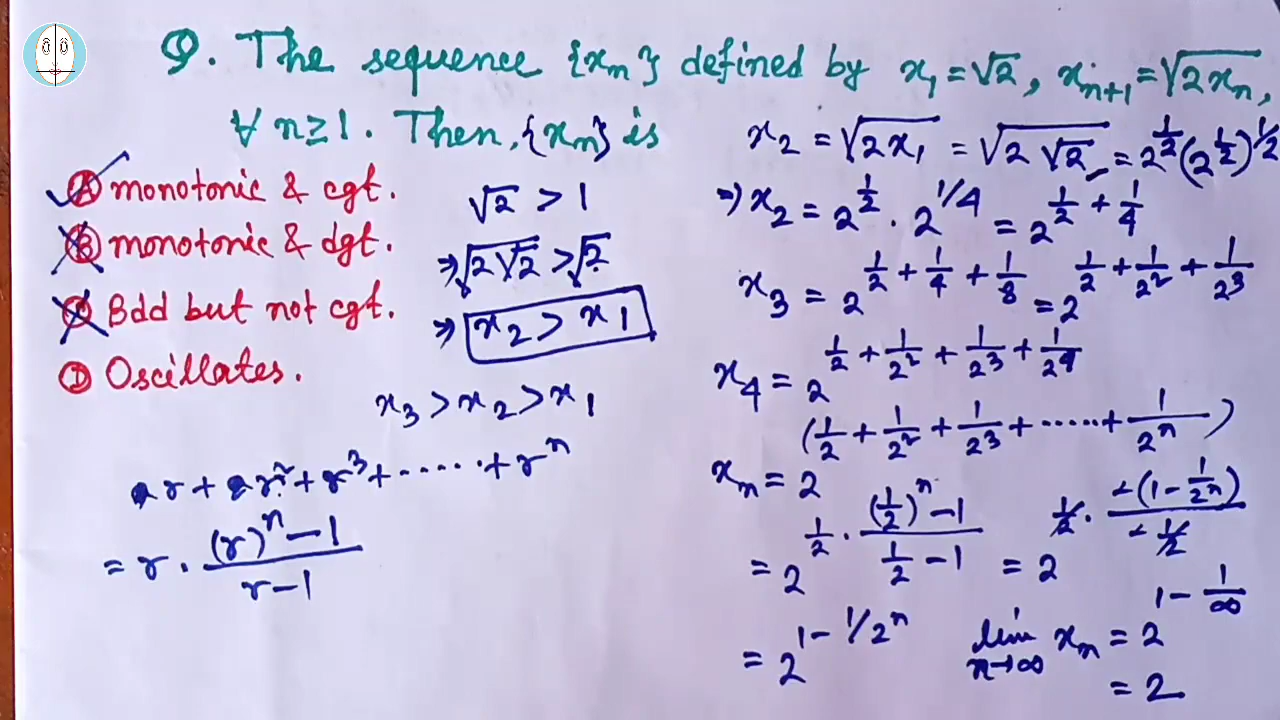 Q. The sequence {xₙ} defined by x₁ = √2, xₙ₊₁ = √(2xₙ),
∀ n ≥ 1. Then, {xₙ} is
(A) monotonic & cgt.
(B) monotonic & dgt.
(C) Bdd but not cgt.
(D) Oscillates.
√2 > 1
⇒ √(2√2) > √2
⇒ x₂ > x₁
x₃ > x₂ > x₁
ar + ar² + r³ + ...... + rⁿ
= r · ((r)ⁿ − 1)/(r − 1)
x₂ = √(2x₁) = √(2√2) = 2^(1/2) (2^(1/2))^(1/2)
⇒ x₂ = 2^(1/2) · 2^(1/4) = 2^(1/2 + 1/4)
x₃ = 2^(1/2 + 1/4 + 1/8) = 2^(1/2 + 1/2² + 1/2³)
x₄ = 2^(1/2 + 1/2² + 1/2³ + 1/2⁴)
xₙ = 2^(1/2 + 1/2² + 1/2³ + ...... + 1/2ⁿ)
= 2^(1/2 · ((1/2)ⁿ − 1)/(1/2 − 1)) = 2^(1/2 · −(1 − 1/2ⁿ)/(−1/2))
= 2^(1 − 1/2ⁿ)
lim n→∞ xₙ = 2^(1 − 1/∞)
= 2